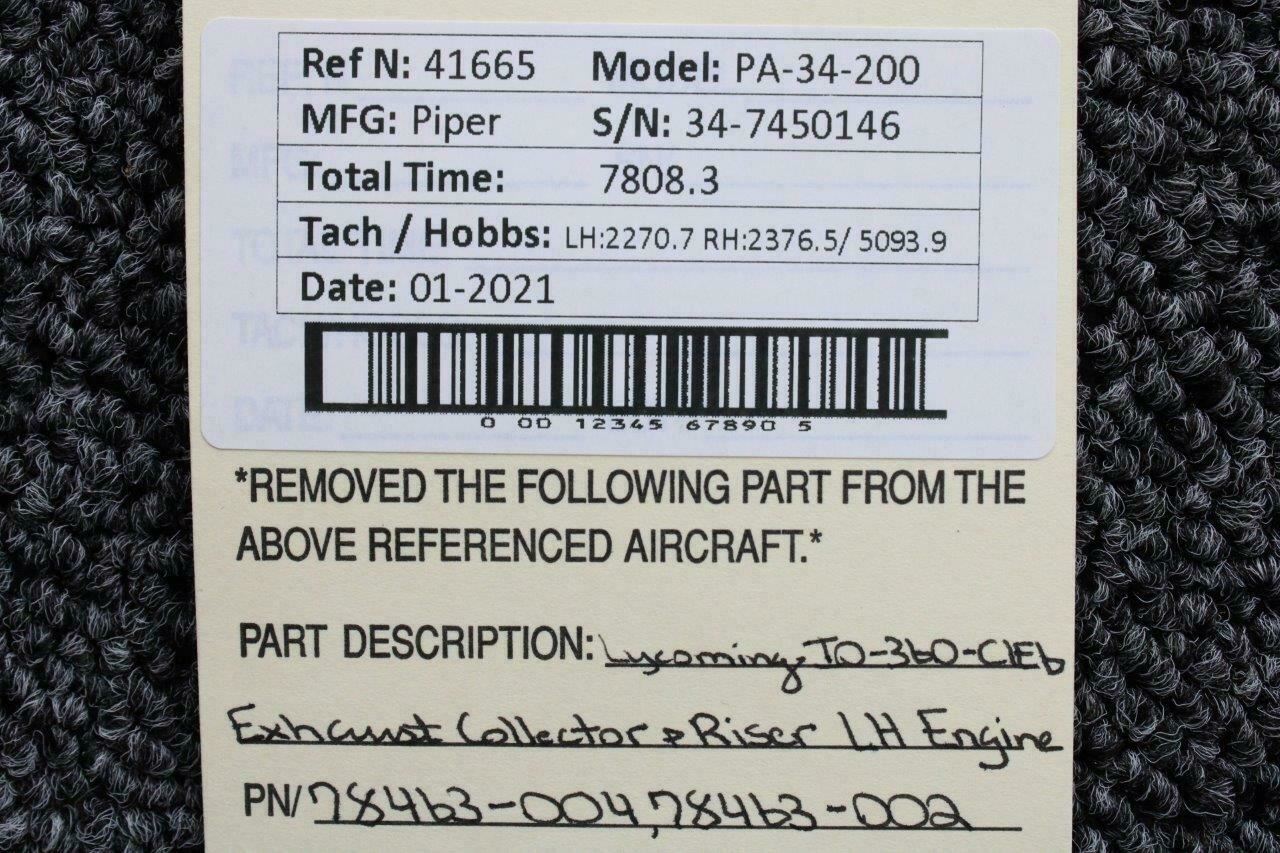 Ref N: 41665 Model: PA-34-200
MFG: Piper S/N: 34-7450146
Total Time: 7808.3
Tach / Hobbs: LH:2270.7 RH:2376.5/ 5093.9
Date: 01-2021
0 00 12345 67890 5
*REMOVED THE FOLLOWING PART FROM THE
ABOVE REFERENCED AIRCRAFT.*
PART DESCRIPTION: Lycoming IO-360-C1E6
Exhaust Collector & Riser LH Engine
PN/ 78463-004, 78463-002